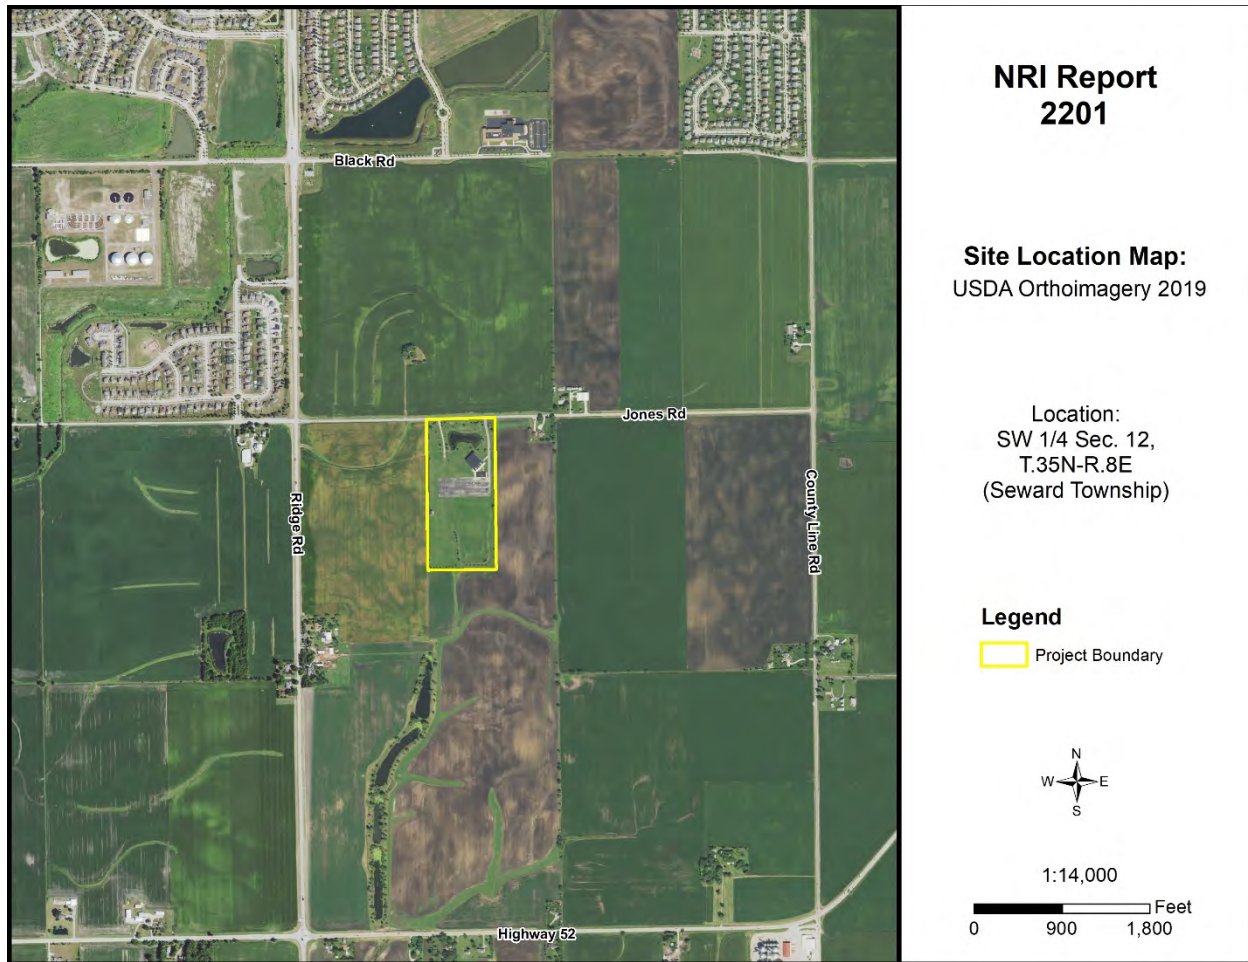 NRI Report
2201
Site Location Map:
USDA Orthoimagery 2019
Location:
SW 1/4 Sec. 12,
T.35N-R.8E
(Seward Township)
Legend
Project Boundary
N
W E
S
1:14,000
Feet
0 900 1,800
Black Rd
Jones Rd
Ridge Rd
County Line Rd
Highway 52